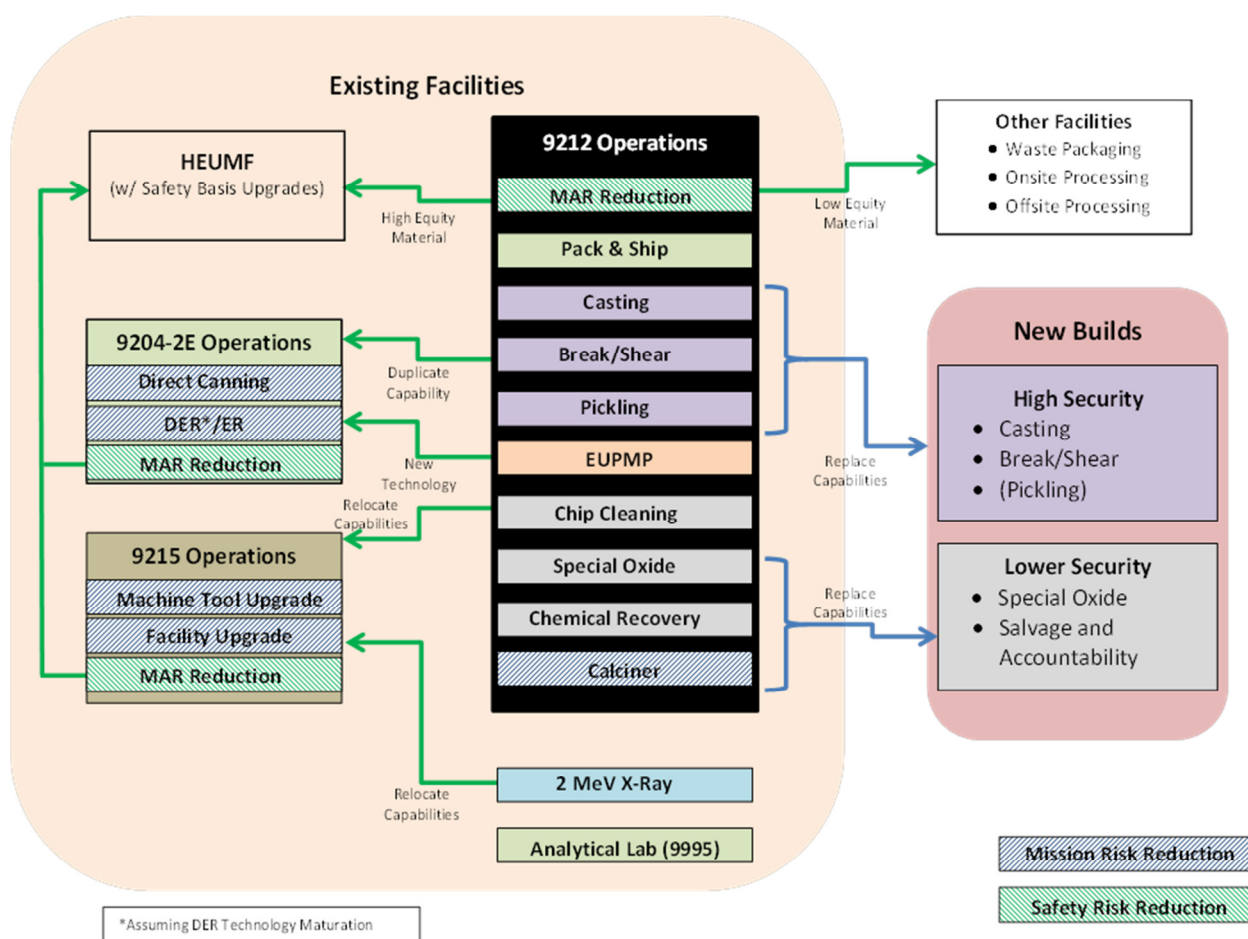 Existing Facilities
HEUMF
(w/ Safety Basis Upgrades)
9212 Operations
MAR Reduction
Pack & Ship
Casting
Break/Shear
Pickling
EUPMP
Chip Cleaning
Special Oxide
Chemical Recovery
Calciner
High Equity
Material
Low Equity
Material
Other Facilities
• Waste Packaging
• Onsite Processing
• Offsite Processing
9204-2E Operations
Direct Canning
DER*/ER
MAR Reduction
Duplicate
Capability
New
Technology
Relocate
Capabilities
9215 Operations
Machine Tool Upgrade
Facility Upgrade
MAR Reduction
Relocate
Capabilities
2 MeV X-Ray
Analytical Lab (9995)
Replace
Capabilities
Replace
Capabilities
New Builds
High Security
• Casting
• Break/Shear
• (Pickling)
Lower Security
• Special Oxide
• Salvage and
Accountability
Mission Risk Reduction
Safety Risk Reduction
*Assuming DER Technology Maturation